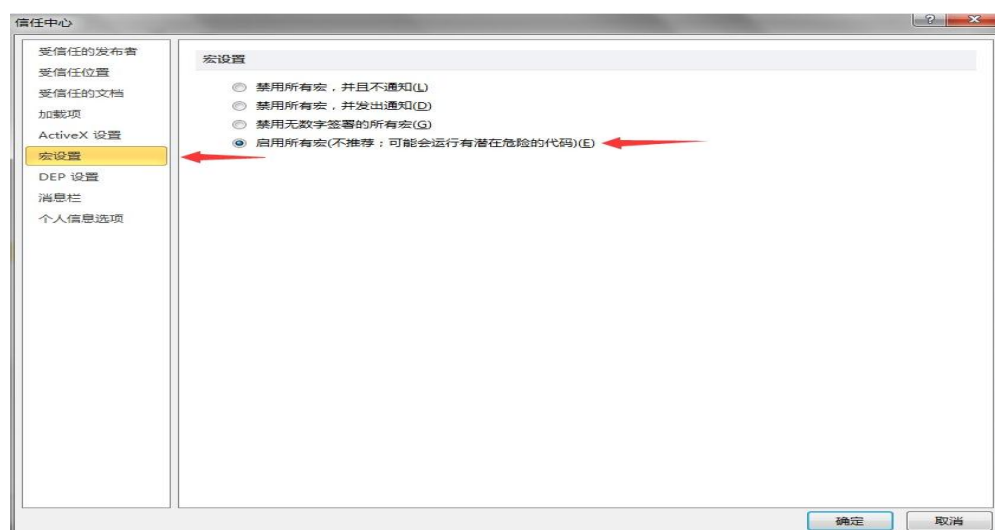 信任中心
受信任的发布者
受信任位置
受信任的文档
加载项
ActiveX 设置
宏设置
DEP 设置
消息栏
个人信息选项
宏设置
禁用所有宏，并且不通知(L)
禁用所有宏，并发出通知(D)
禁用无数字签署的所有宏(G)
启用所有宏(不推荐；可能会运行有潜在危险的代码)(E)
确定
取消